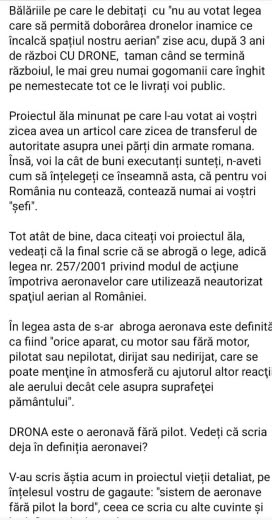 Bălăriile pe care le debitați  cu "nu au votat legea
care să permită doborârea dronelor inamice ce
încalcă spațiul nostru aerian" zise acu, după 3 ani
de război CU DRONE,  taman când se termină
războiul, le mai greu numai gogomanii care înghit
pe nemestecate tot ce le livrați voi public.

Proiectul ăla minunat pe care l-au votat ai voștri
zicea avea un articol care zicea de transferul de
autoritate asupra unei părți din armate romana.
Însă, voi la cât de buni executanți sunteți, n-aveti
cum să înțelegeți ce înseamnă asta, că pentru voi
România nu contează, contează numai ai voștri
"șefi".

Tot atât de bine, daca citeați voi proiectul ăla,
vedeați că la final scrie că se abrogă o lege, adică
legea nr. 257/2001 privind modul de acţiune
împotriva aeronavelor care utilizează neautorizat
spaţiul aerian al României.

În legea asta de s-ar  abroga aeronava este definită
ca fiind "orice aparat, cu motor sau fără motor,
pilotat sau nepilotat, dirijat sau nedirijat, care se
poate menţine în atmosferă cu ajutorul altor reacţi
ale aerului decât cele asupra suprafeţei
pământului".

DRONA este o aeronavă fără pilot. Vedeți că scria
deja în definiția aeronavei?

V-au scris ăștia acum in proiectul vieții detaliat, pe
înțelesul vostru de gagaute: "sistem de aeronave
fără pilot la bord", ceea ce scria cu alte cuvinte și